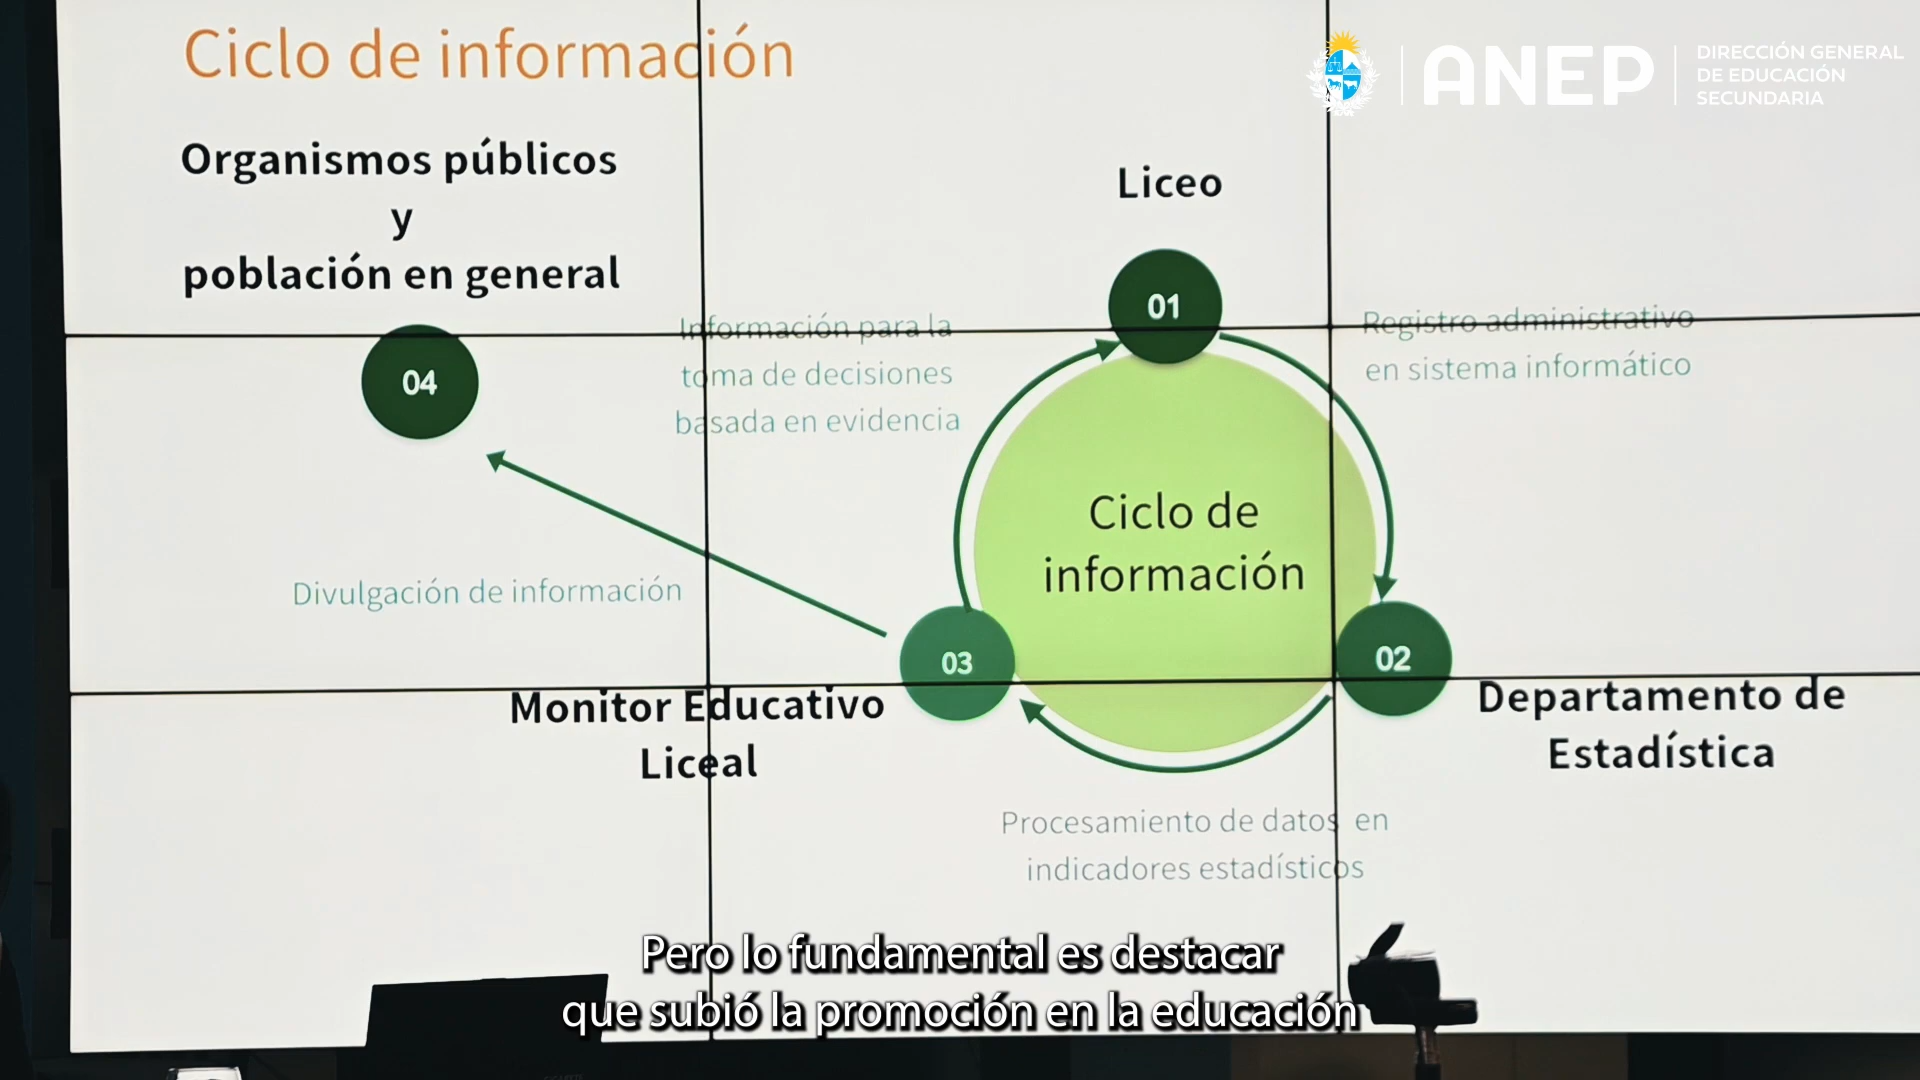 Ciclo de información
ANEP
DIRECCIÓN GENERAL
DE EDUCACIÓN
SECUNDARIA
Organismos públicos
y
población en general
04
Liceo
01
Información para la
toma de decisiones
basada en evidencia
Registro administrativo
en sistema informático
Ciclo de
información
Divulgación de información
03
02
Monitor Educativo
Liceal
Departamento de
Estadística
Procesamiento de datos en
indicadores estadísticos
Pero lo fundamental es destacar
que subió la promoción en la educación